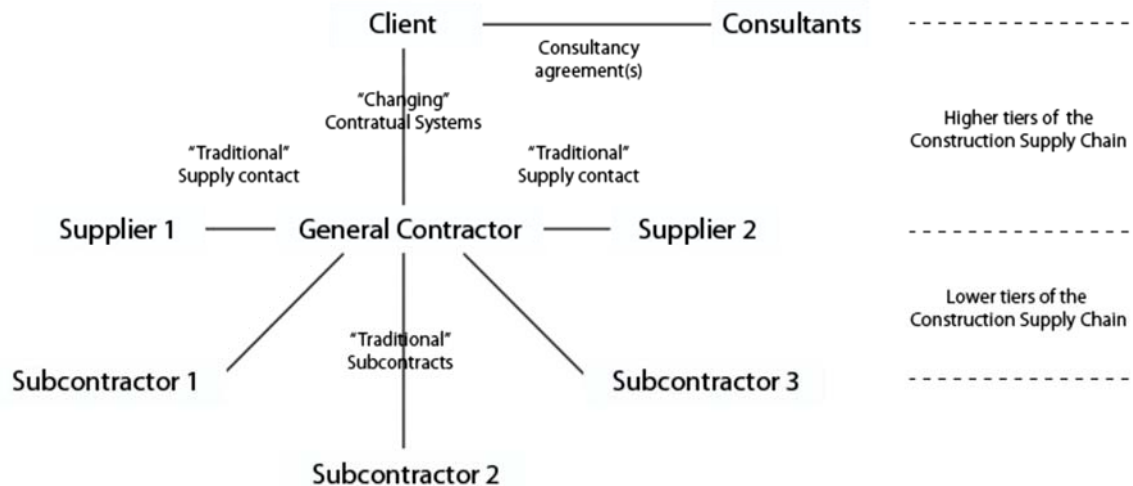 Client
Consultants
Consultancy
agreement(s)
"Changing"
Contratual Systems
Higher tiers of the
Construction Supply Chain
"Traditional"
Supply contact
"Traditional"
Supply contact
Supplier 1
General Contractor
Supplier 2
Lower tiers of the
Construction Supply Chain
"Traditional"
Subcontracts
Subcontractor 1
Subcontractor 3
Subcontractor 2